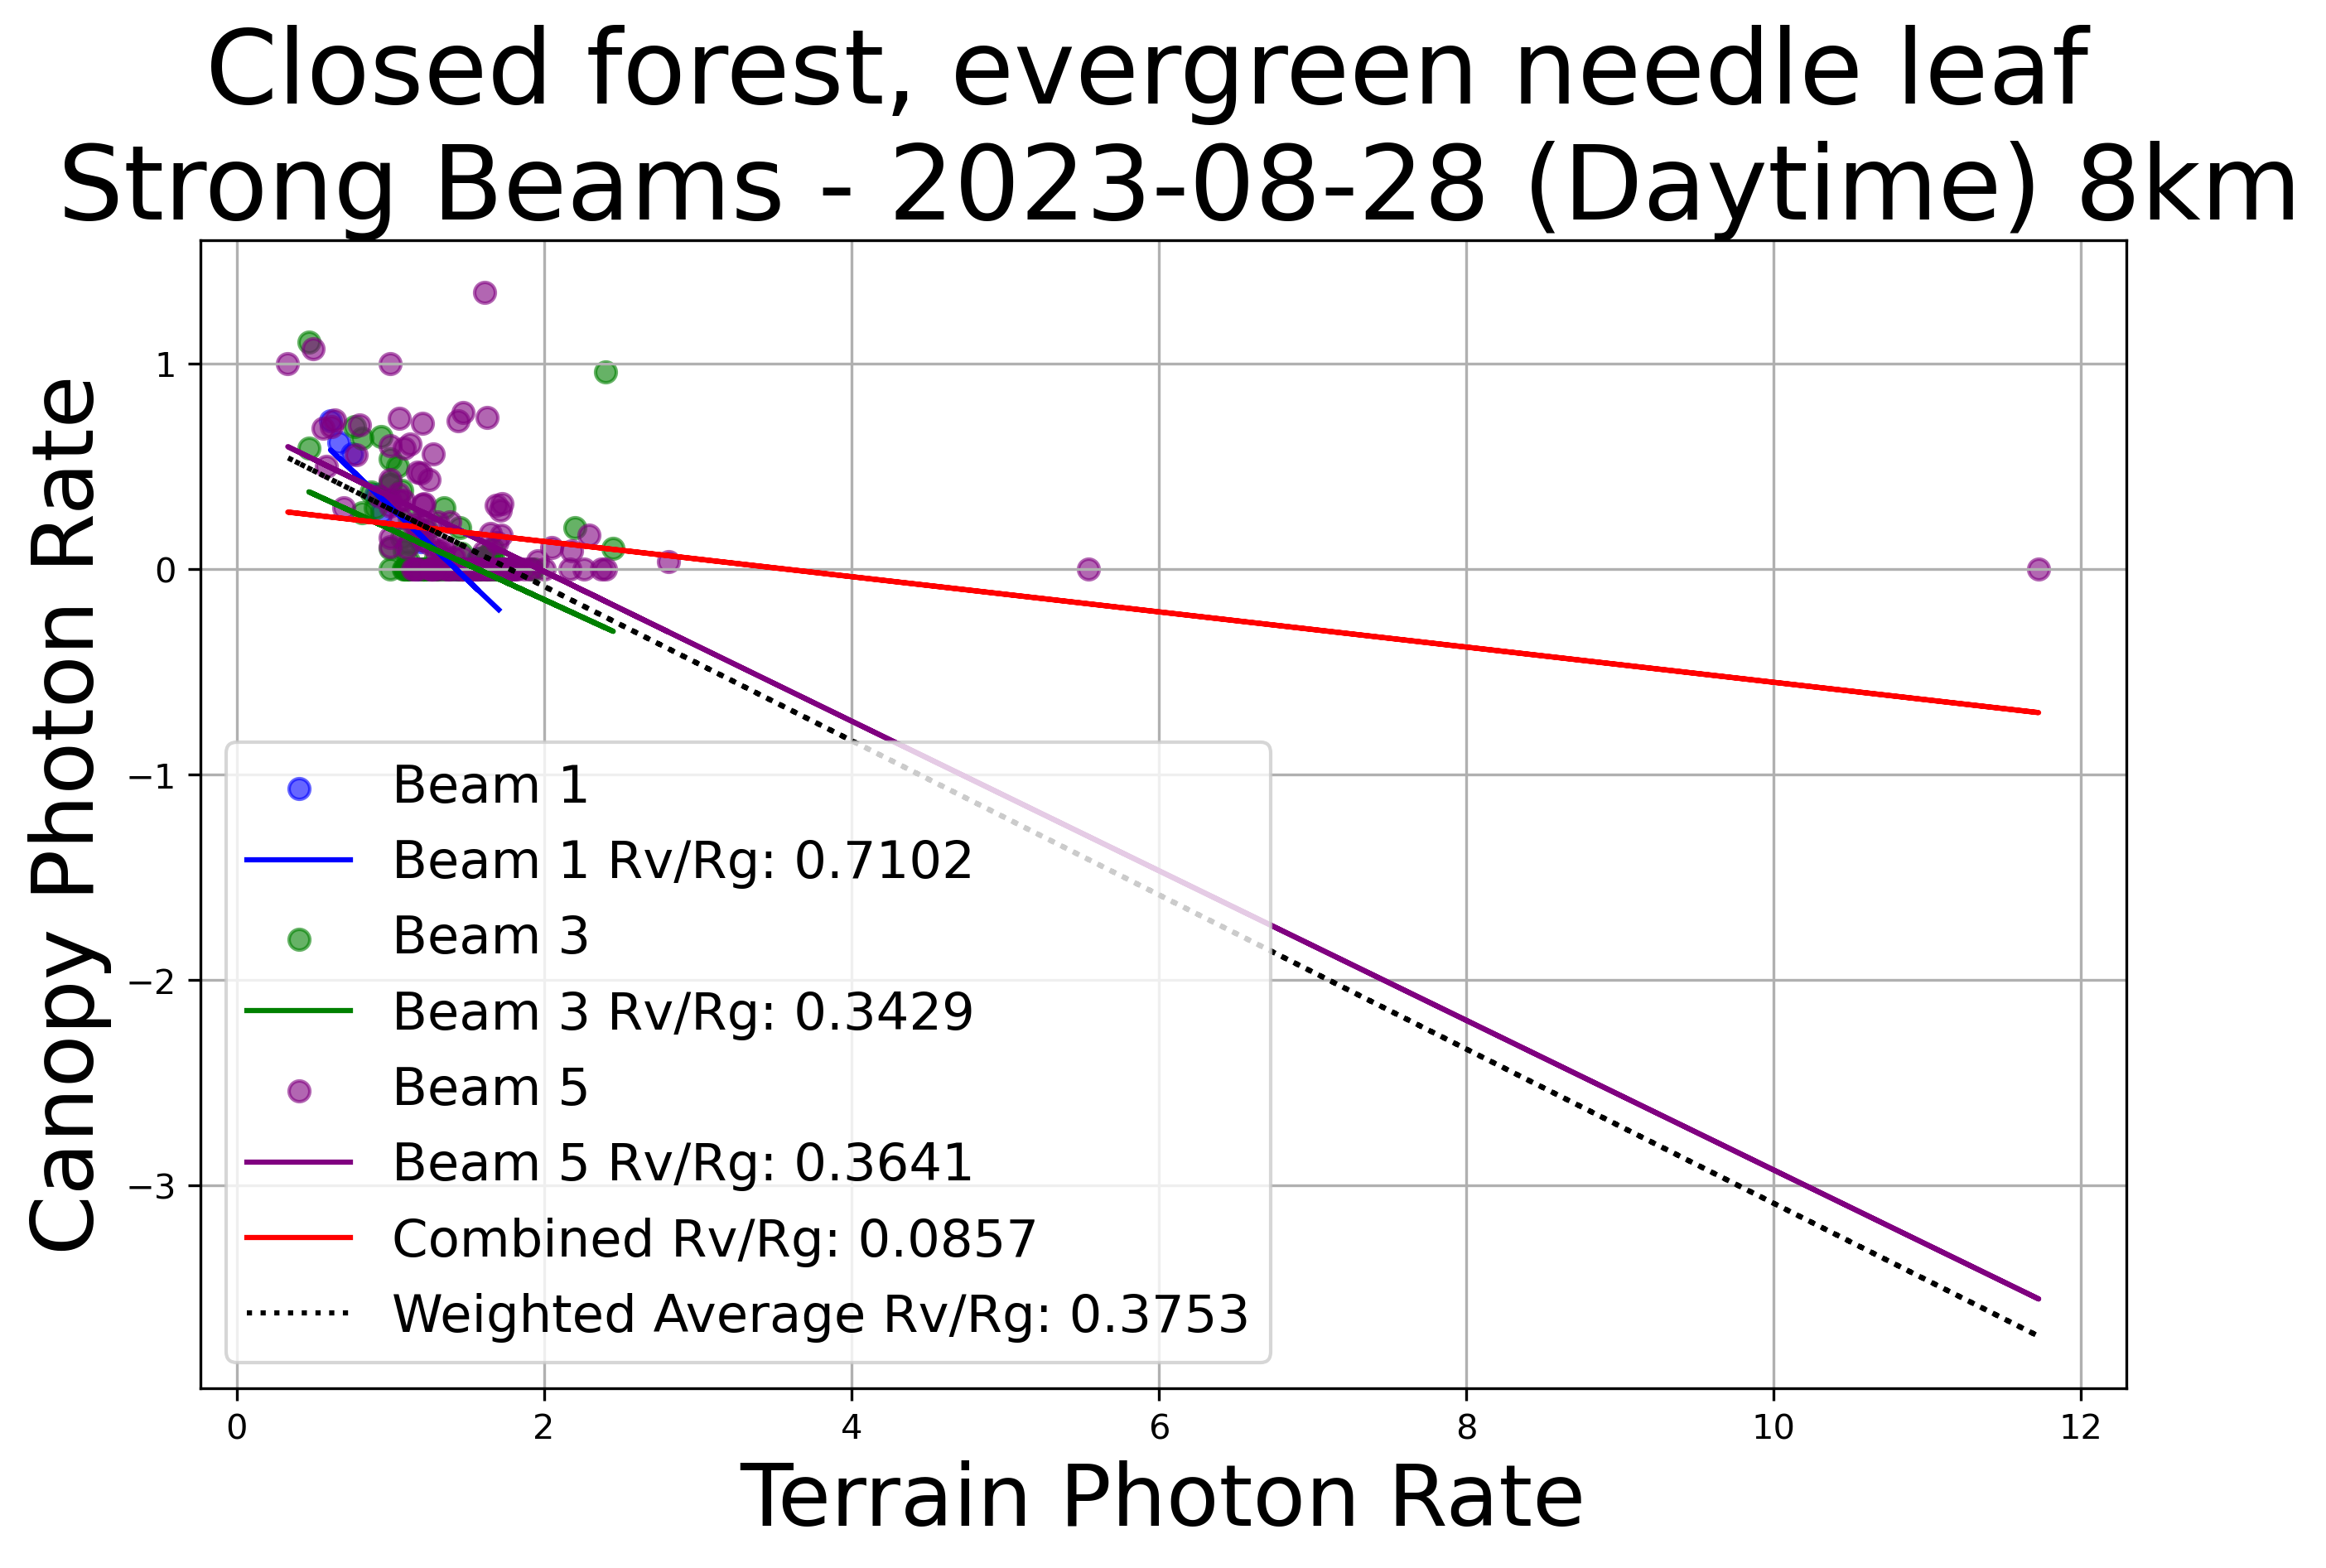 Closed forest, evergreen needle leaf
Strong Beams - 2023-08-28 (Daytime) 8km
Canopy Photon Rate
1
0
−1
−2
−3
Beam 1
Beam 1 Rv/Rg: 0.7102
Beam 3
Beam 3 Rv/Rg: 0.3429
Beam 5
Beam 5 Rv/Rg: 0.3641
Combined Rv/Rg: 0.0857
Weighted Average Rv/Rg: 0.3753
0 2 4 6 8 10 12
Terrain Photon Rate